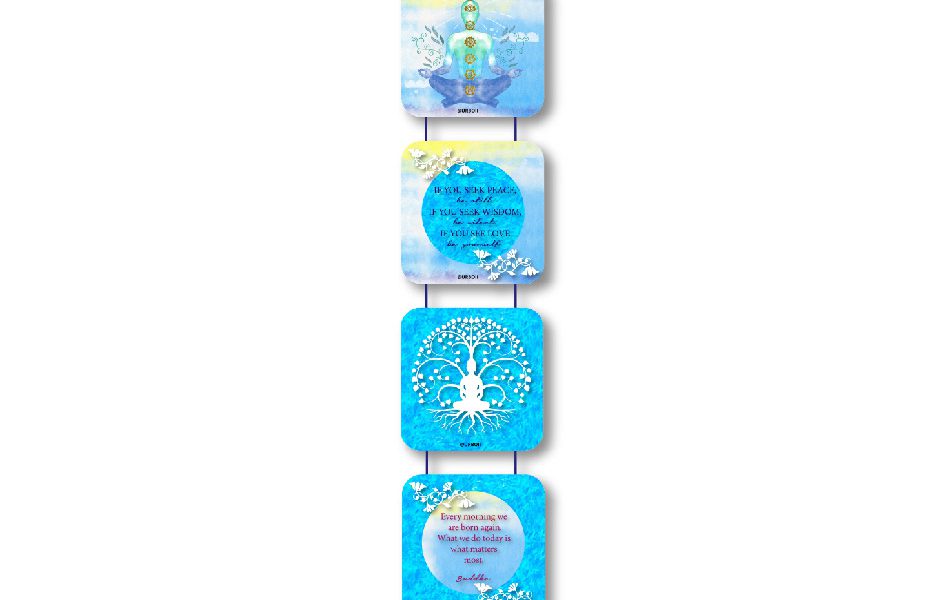 IF YOU SEEK PEACE,
be still.
IF YOU SEEK WISDOM,
be silent.
IF YOU SEE LOVE
be yourself.
Every morning we
are born again.
What we do today is
what matters
most.
Buddha